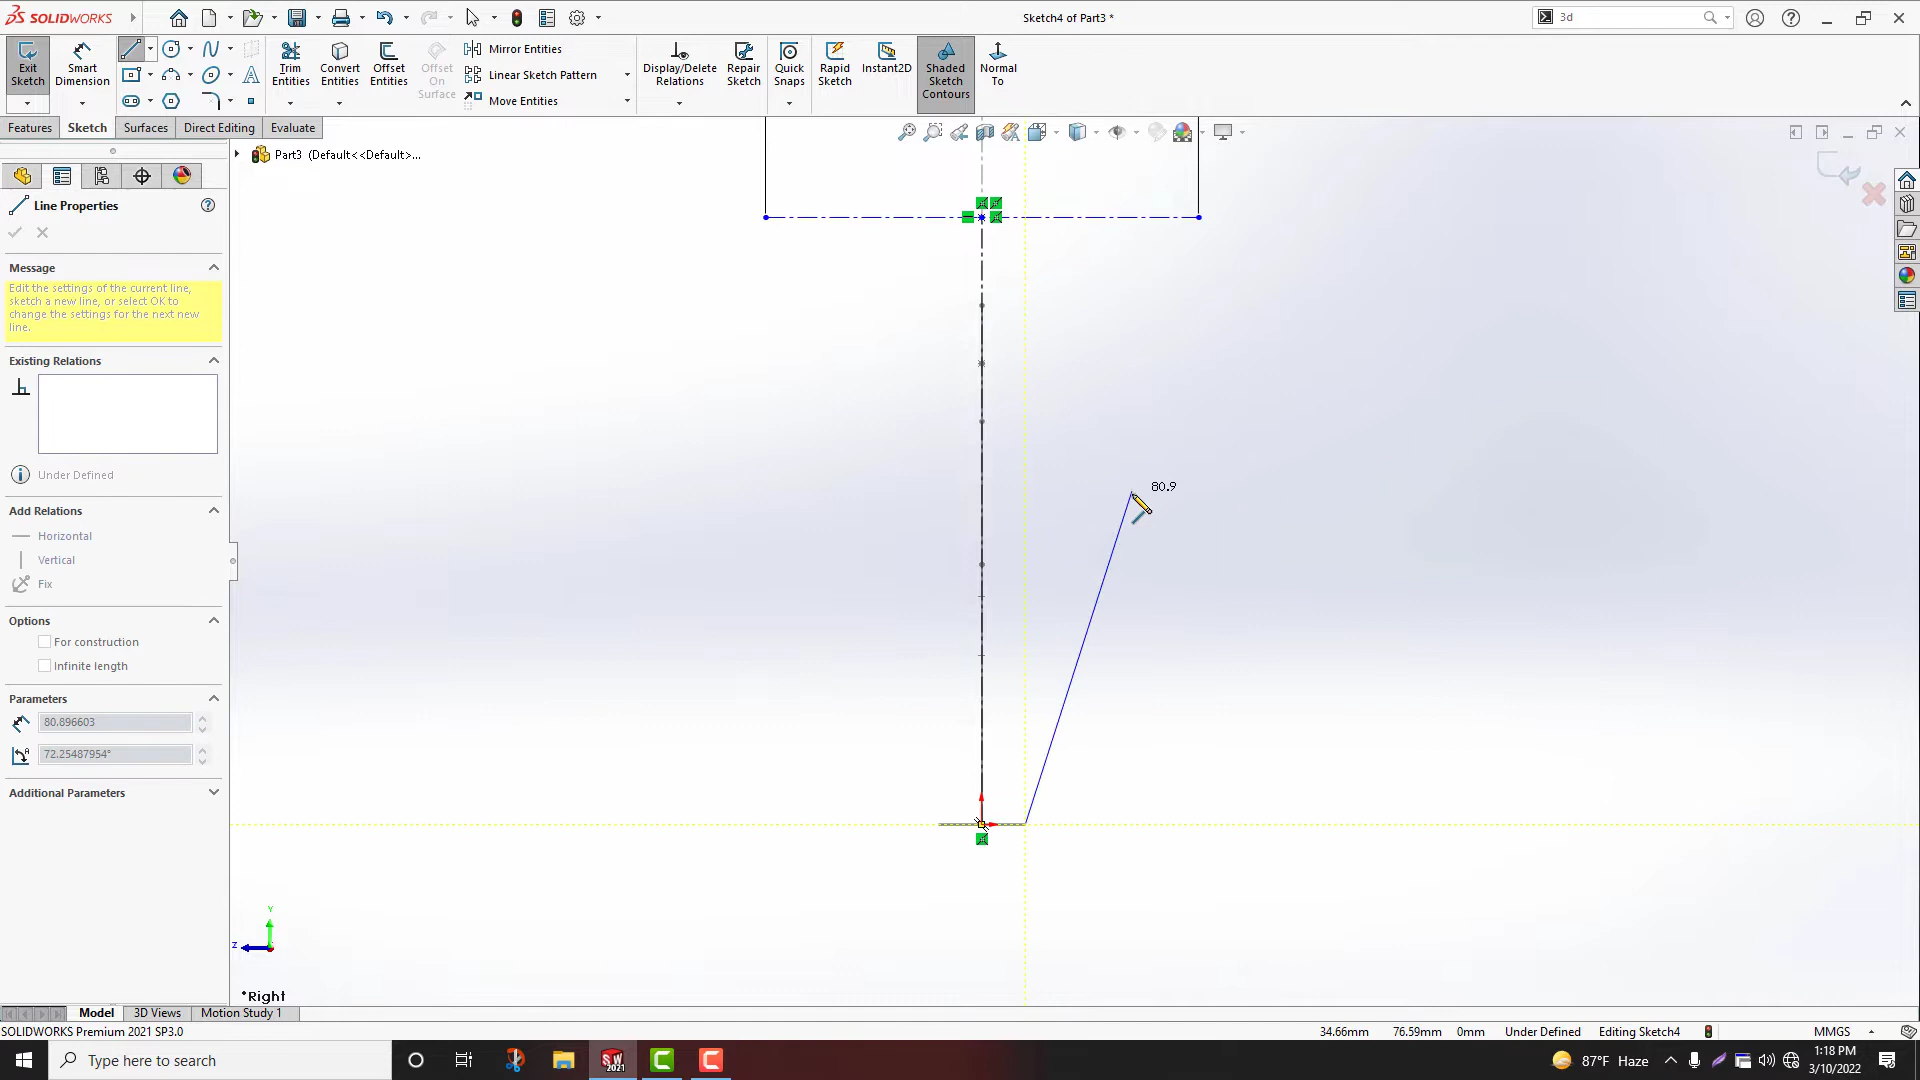 SOLIDWORKS
Sketch4 of Part3 *
3d
Exit Sketch
Smart Dimension
Trim Entities
Convert Entities
Offset Entities
Offset On Surface
Mirror Entities
Linear Sketch Pattern
Move Entities
Display/Delete Relations
Repair Sketch
Quick Snaps
Rapid Sketch
Instant2D
Shaded Sketch Contours
Normal To
Features
Sketch
Surfaces
Direct Editing
Evaluate
Part3 (Default<<Default>...
Line Properties
Message
Edit the settings of the current line,
sketch a new line, or select OK to
change the settings for the next new
line.
Existing Relations
Under Defined
Add Relations
Horizontal
Vertical
Fix
Options
For construction
Infinite length
Parameters
80.896603
72.25487954°
Additional Parameters
80.9
Y
Z
*Right
Model
3D Views
Motion Study 1
SOLIDWORKS Premium 2021 SP3.0
34.66mm
76.59mm
0mm
Under Defined
Editing Sketch4
MMGS
Type here to search
SW
2021
87°F Haze
1:18 PM
3/10/2022